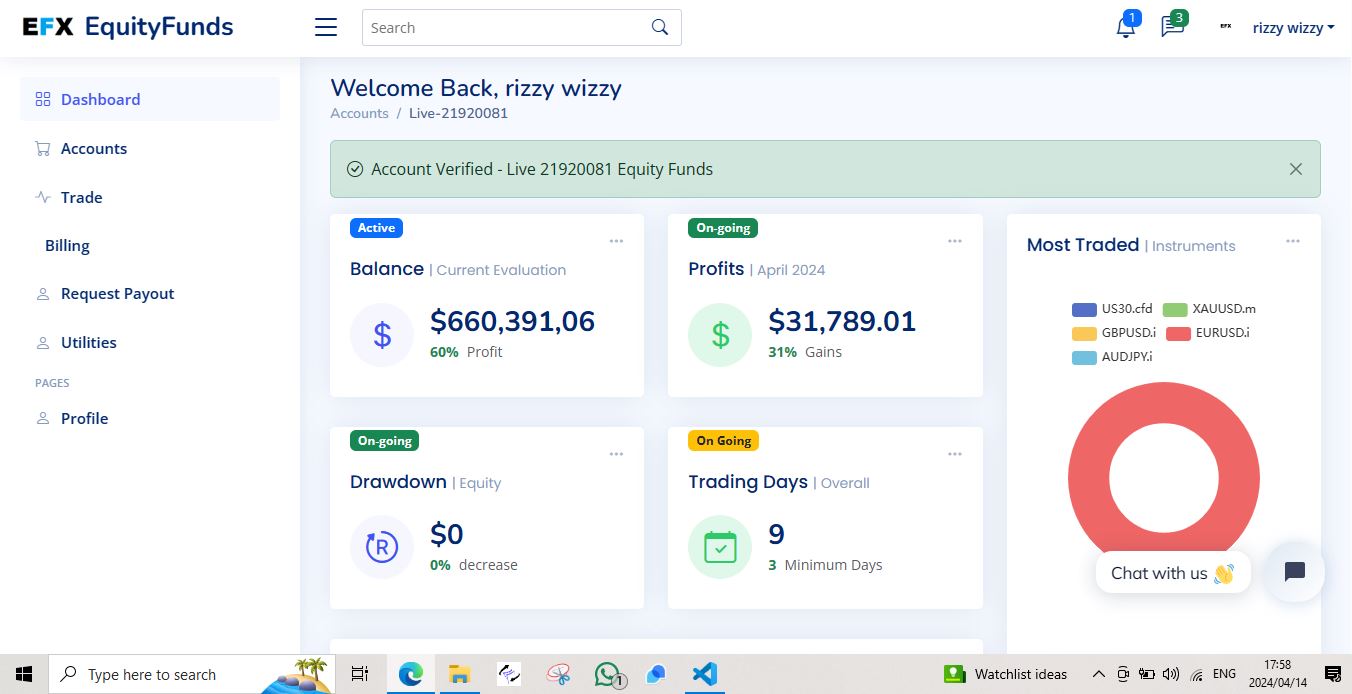 EFX EquityFunds
Search
1
3
EFX
rizzy wizzy
Dashboard
Accounts
Trade
Billing
Request Payout
Utilities
PAGES
Profile
Welcome Back, rizzy wizzy
Accounts / Live-21920081
Account Verified - Live 21920081 Equity Funds
Active
Balance | Current Evaluation
$
$660,391,06
60% Profit
On-going
Profits | April 2024
$
$31,789.01
31% Gains
Most Traded | Instruments
US30.cfd XAUUSD.m
GBPUSD.i EURUSD.i
AUDJPY.i
On-going
Drawdown | Equity
R
$0
0% decrease
On Going
Trading Days | Overall
9
3 Minimum Days
Chat with us 👋
Type here to search
1
Watchlist ideas
ENG
17:58
2024/04/14